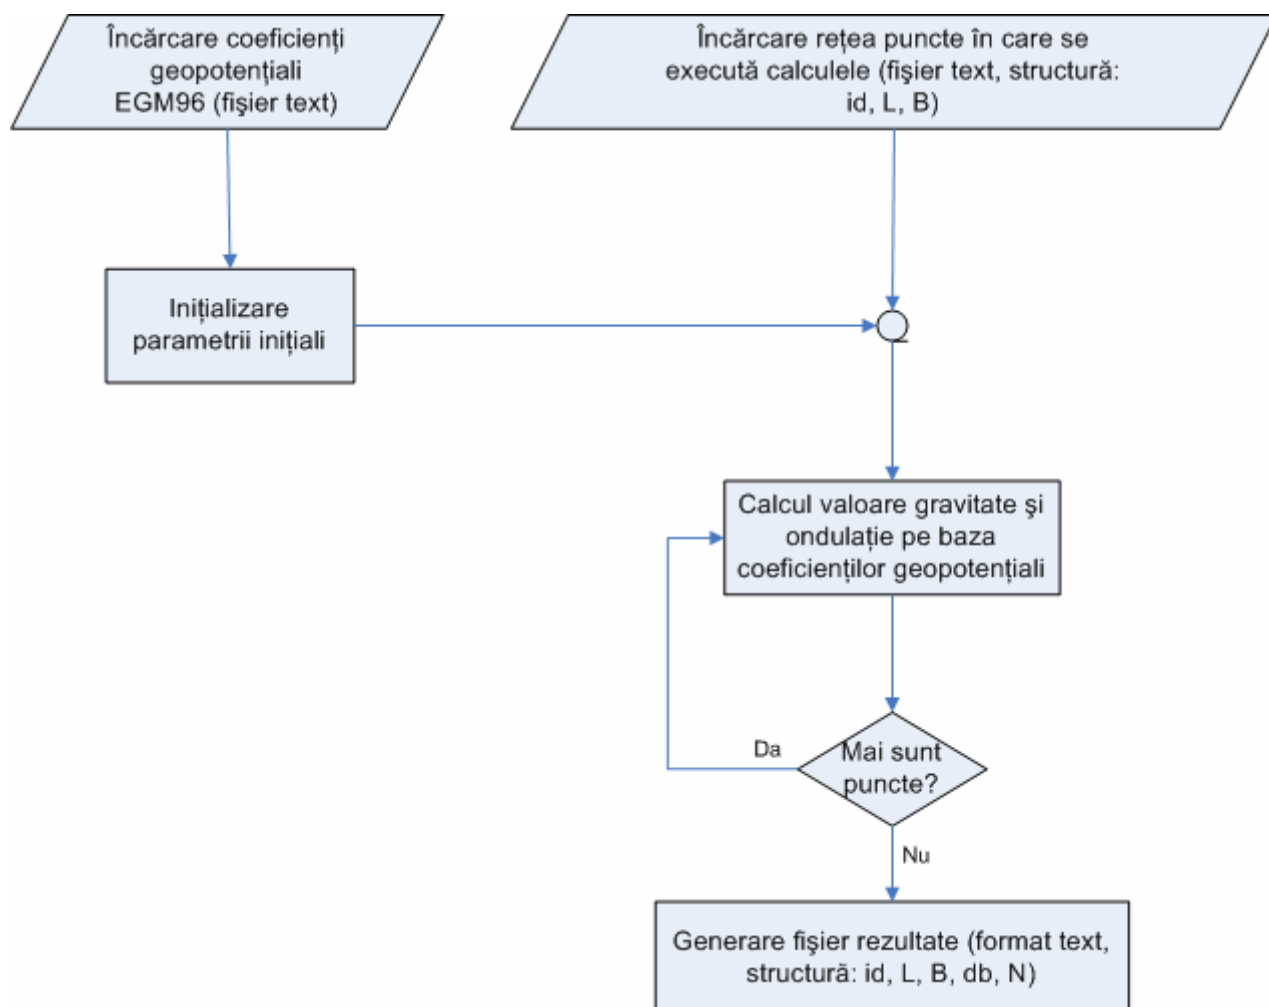 Încărcare coeficienți
geopotențiali
EGM96 (fişier text)
Încărcare rețea puncte în care se
execută calculele (fişier text, structură:
id, L, B)
Inițializare
parametrii inițiali
Calcul valoare gravitate şi
ondulație pe baza
coeficienților geopotențiali
Da
Mai sunt
puncte?
Nu
Generare fişier rezultate (format text,
structură: id, L, B, db, N)